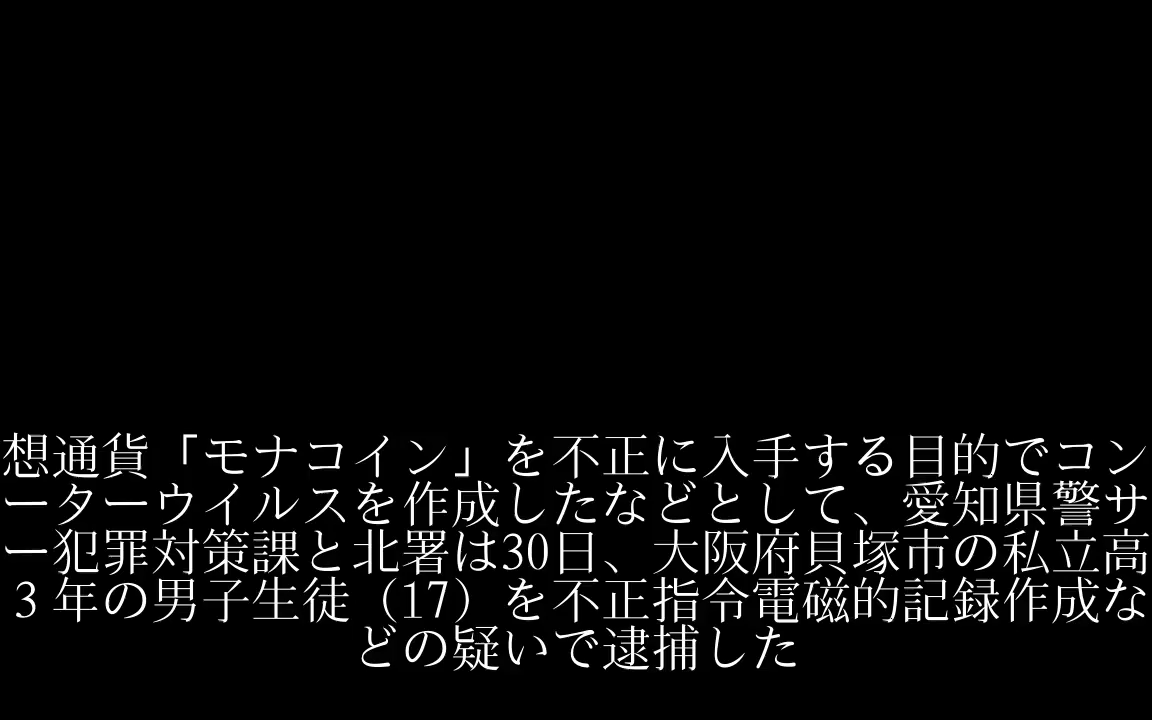 想通貨「モナコイン」を不正に入手する目的でコン
ーターウイルスを作成したなどとして、愛知県警サ
ー犯罪対策課と北署は30日、大阪府貝塚市の私立高
３年の男子生徒（17）を不正指令電磁的記録作成な
どの疑いで逮捕した